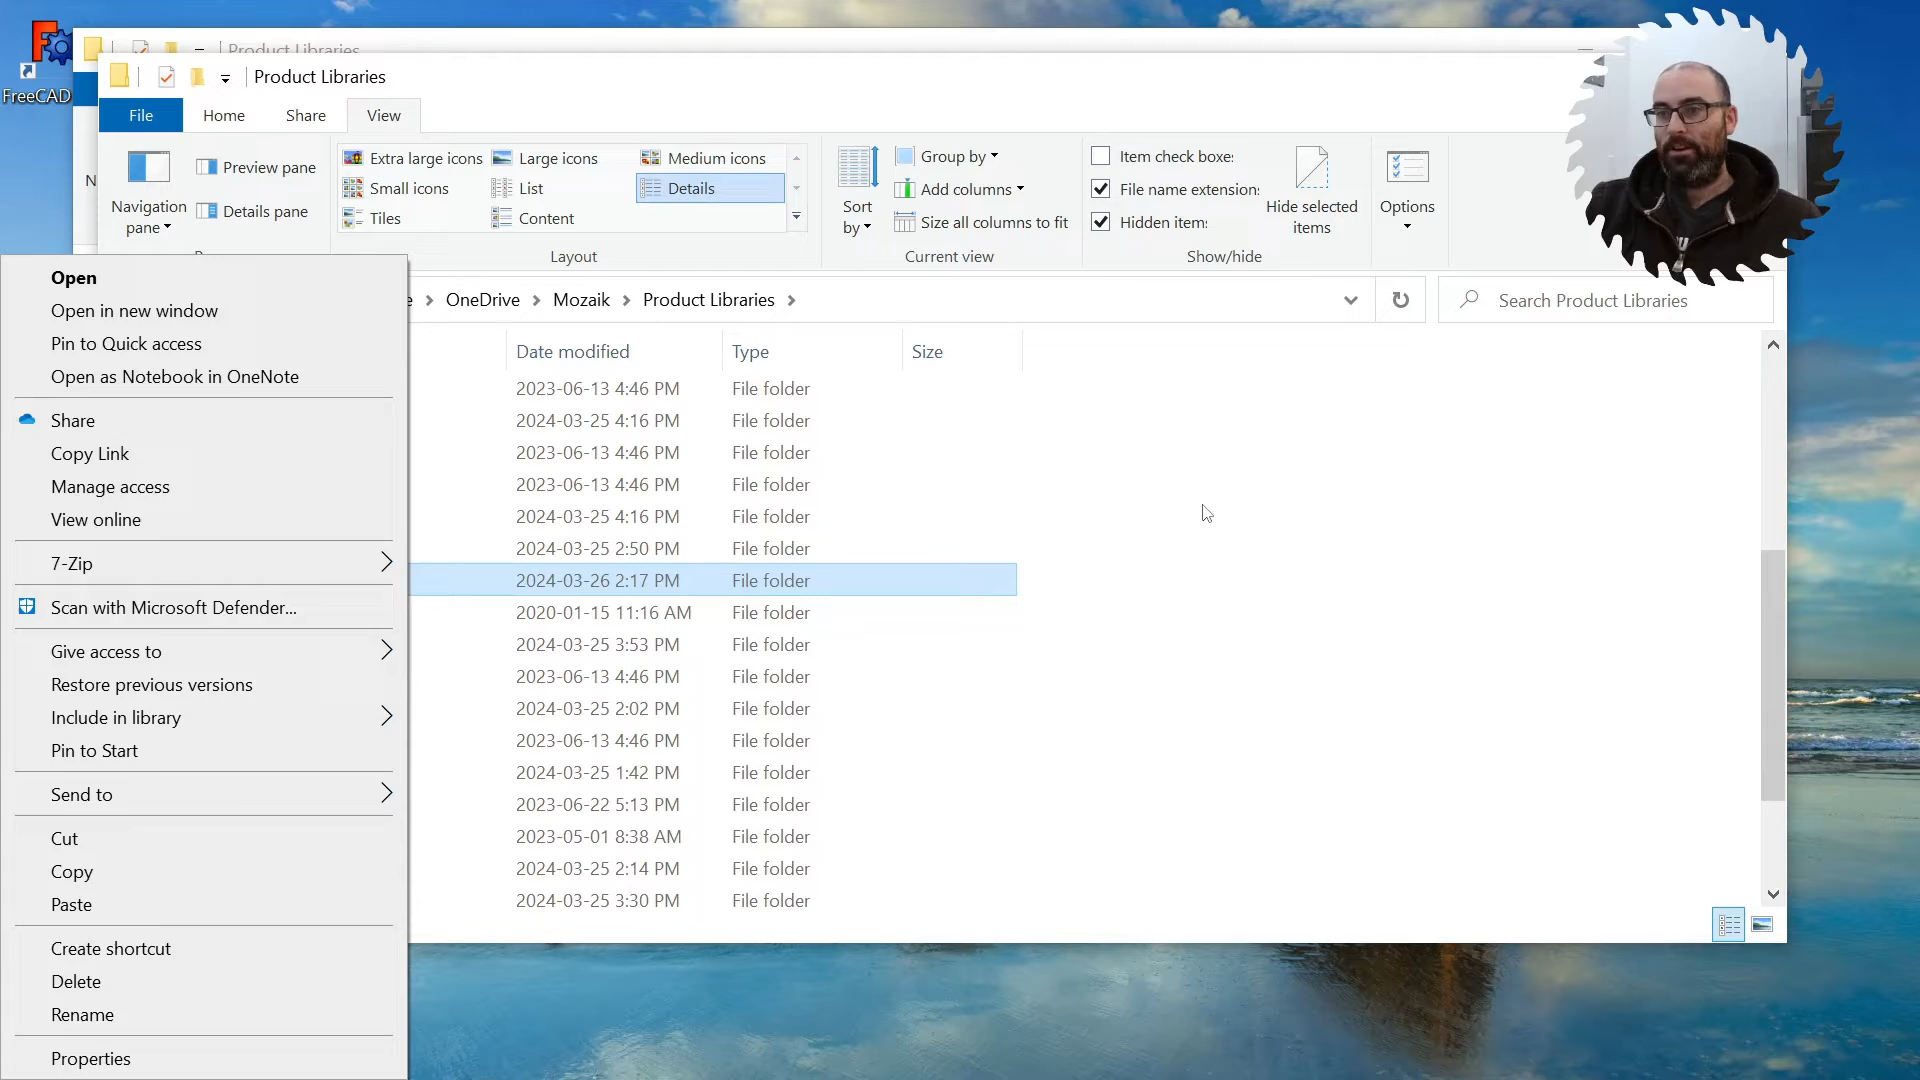 FreeCAD
Product Libraries
Product Libraries
File
Home
Share
View
N
Navigation
pane
Preview pane
Details pane
Extra large icons
Large icons
Medium icons
Small icons
List
Details
Tiles
Content
Layout
Sort
by
Group by
Add columns
Size all columns to fit
Current view
Item check boxe:
File name extension:
Hidden item:
Hide selected
items
Show/hide
Options
e > OneDrive > Mozaik > Product Libraries >
Search Product Libraries
Open
Open in new window
Pin to Quick access
Open as Notebook in OneNote
Share
Copy Link
Manage access
View online
7-Zip
Scan with Microsoft Defender...
Give access to
Restore previous versions
Include in library
Pin to Start
Send to
Cut
Copy
Paste
Create shortcut
Delete
Rename
Properties
Date modified Type Size
2023-06-13 4:46 PM File folder
2024-03-25 4:16 PM File folder
2023-06-13 4:46 PM File folder
2023-06-13 4:46 PM File folder
2024-03-25 4:16 PM File folder
2024-03-25 2:50 PM File folder
2024-03-26 2:17 PM File folder
2020-01-15 11:16 AM File folder
2024-03-25 3:53 PM File folder
2023-06-13 4:46 PM File folder
2024-03-25 2:02 PM File folder
2023-06-13 4:46 PM File folder
2024-03-25 1:42 PM File folder
2023-06-22 5:13 PM File folder
2023-05-01 8:38 AM File folder
2024-03-25 2:14 PM File folder
2024-03-25 3:30 PM File folder